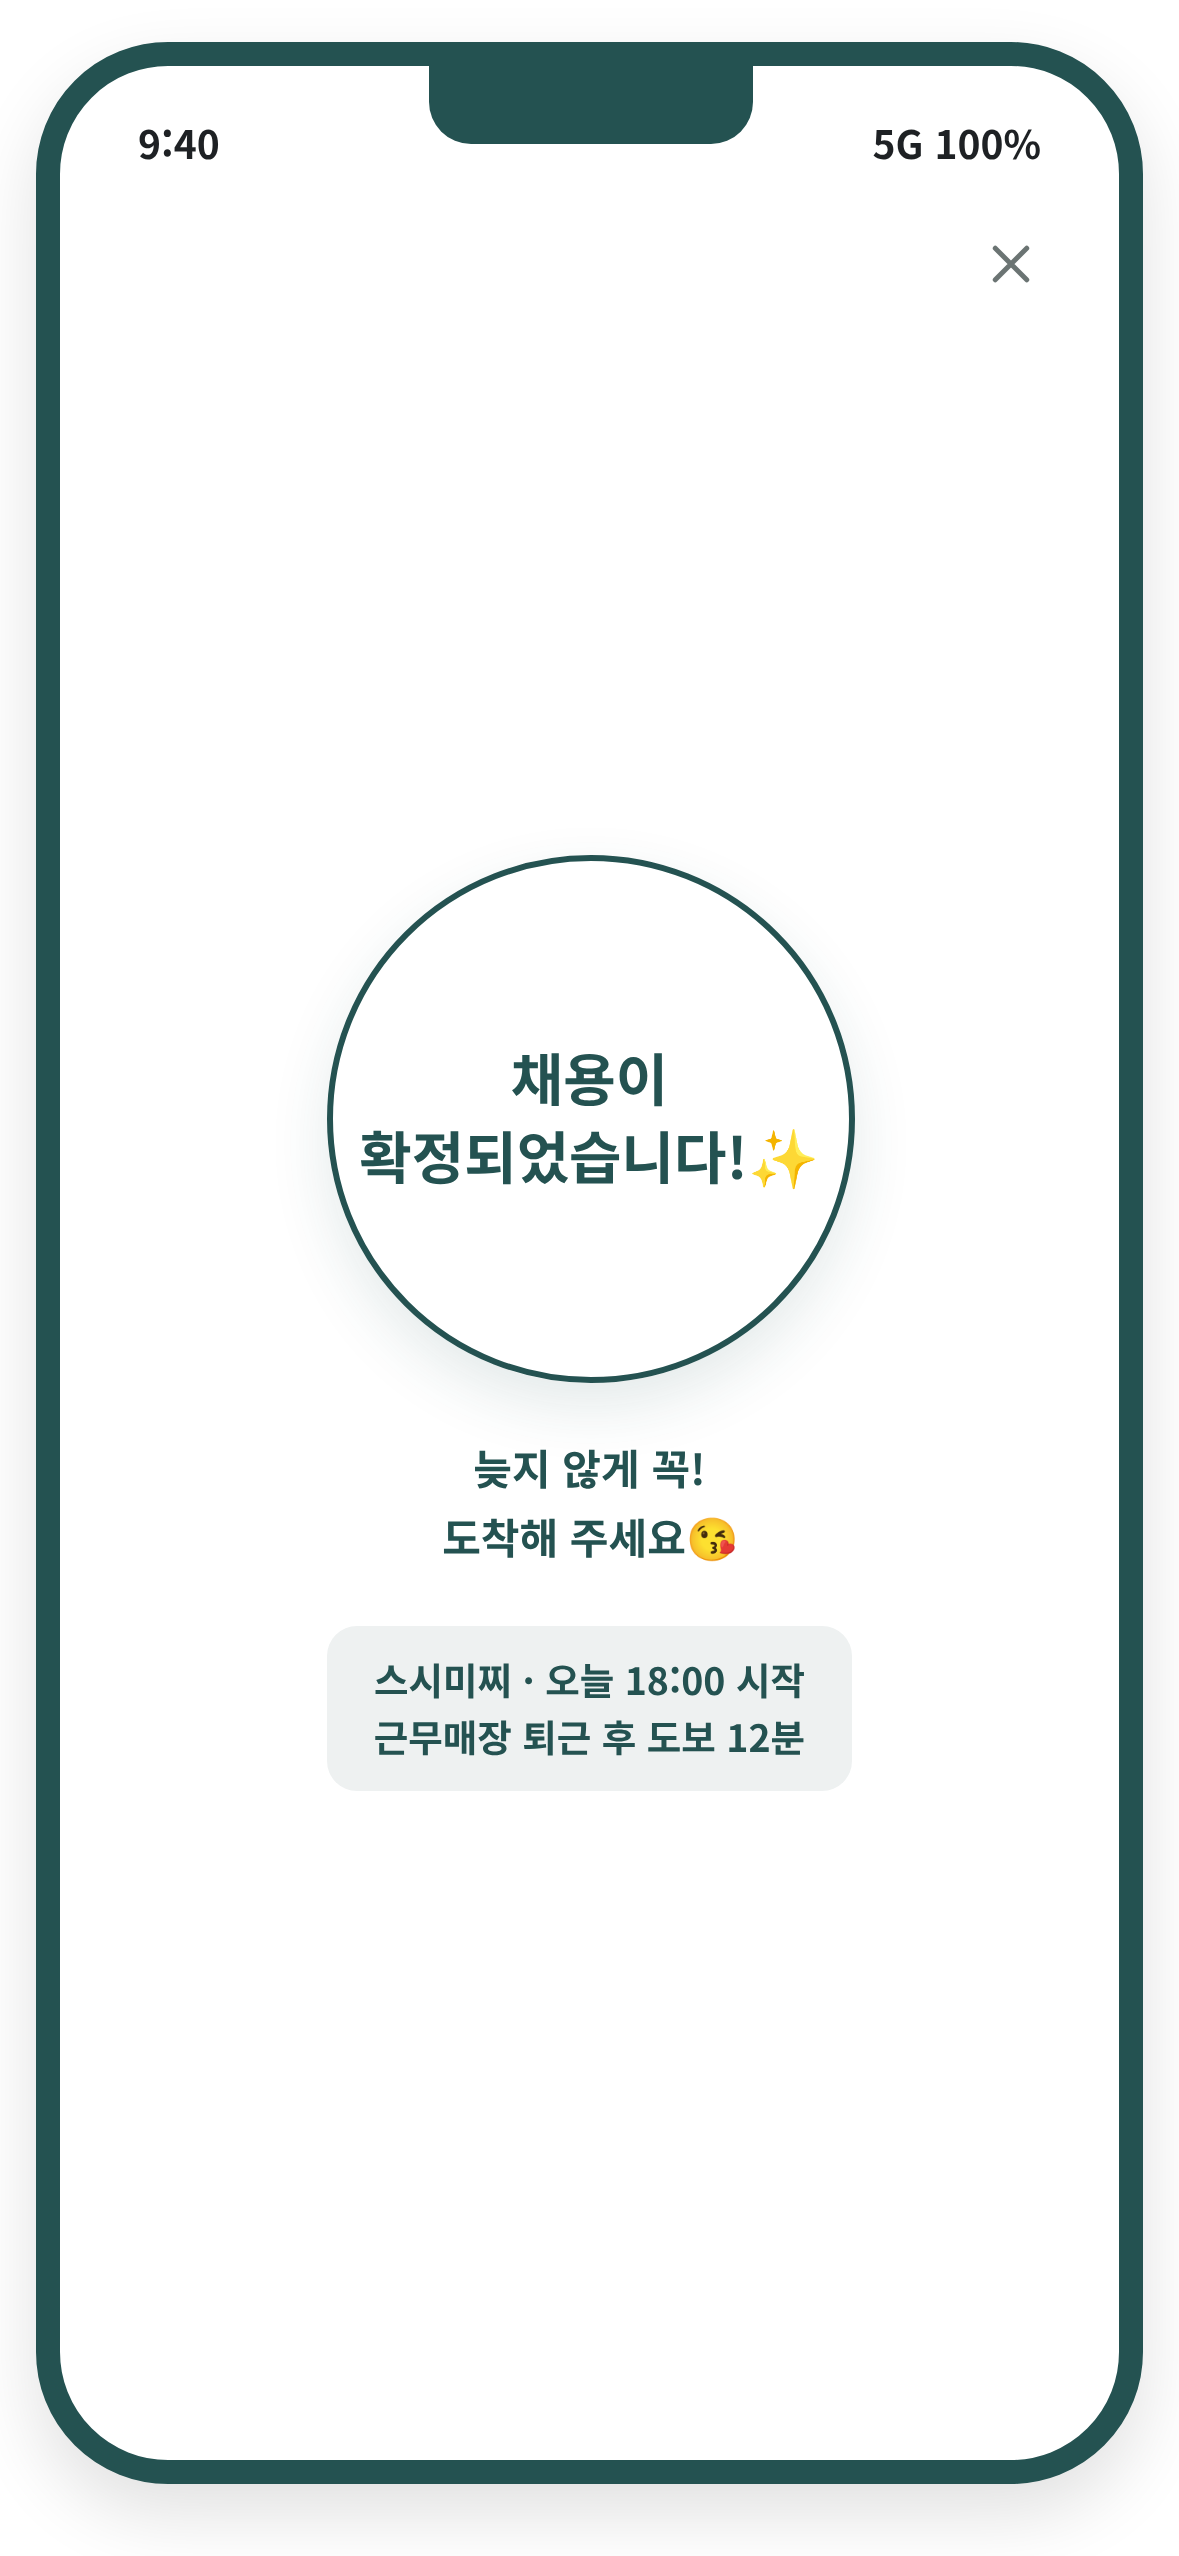 9:40
5G 100%
채용이
확정되었습니다!✨
늦지 않게 꼭!
도착해 주세요😘
스시미찌 · 오늘 18:00 시작
근무매장 퇴근 후 도보 12분